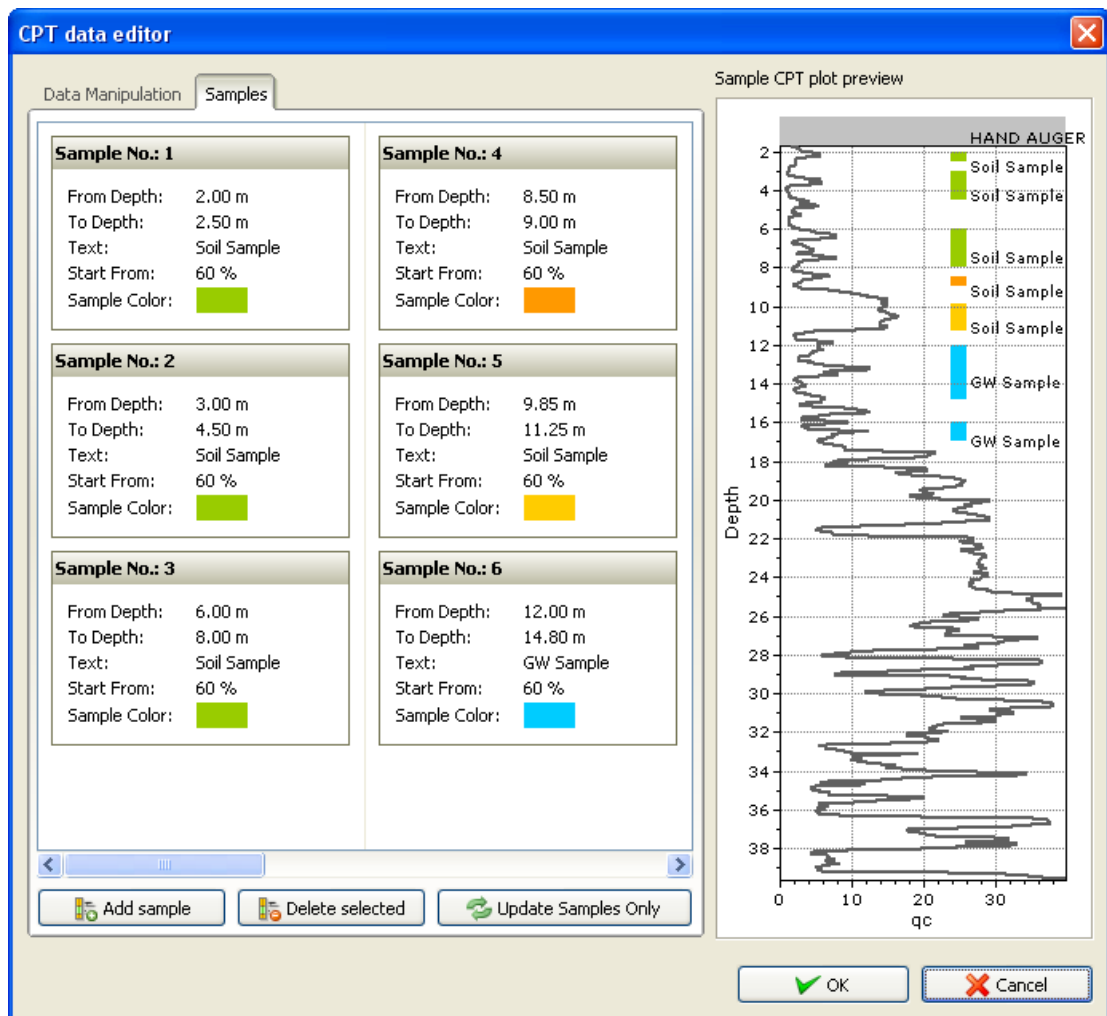 CPT data editor
Data Manipulation
Samples
Sample No.: 1
From Depth: 2.00 m
To Depth: 2.50 m
Text: Soil Sample
Start From: 60 %
Sample Color:
Sample No.: 2
From Depth: 3.00 m
To Depth: 4.50 m
Text: Soil Sample
Start From: 60 %
Sample Color:
Sample No.: 3
From Depth: 6.00 m
To Depth: 8.00 m
Text: Soil Sample
Start From: 60 %
Sample Color:
Sample No.: 4
From Depth: 8.50 m
To Depth: 9.00 m
Text: Soil Sample
Start From: 60 %
Sample Color:
Sample No.: 5
From Depth: 9.85 m
To Depth: 11.25 m
Text: Soil Sample
Start From: 60 %
Sample Color:
Sample No.: 6
From Depth: 12.00 m
To Depth: 14.80 m
Text: GW Sample
Start From: 60 %
Sample Color:
Add sample
Delete selected
Update Samples Only
Sample CPT plot preview
HAND AUGER
Soil Sample
Soil Sample
Soil Sample
Soil Sample
Soil Sample
GW Sample
GW Sample
Depth
2
4
6
8
10
12
14
16
18
20
22
24
26
28
30
32
34
36
38
0 10 20 30
qc
OK
Cancel